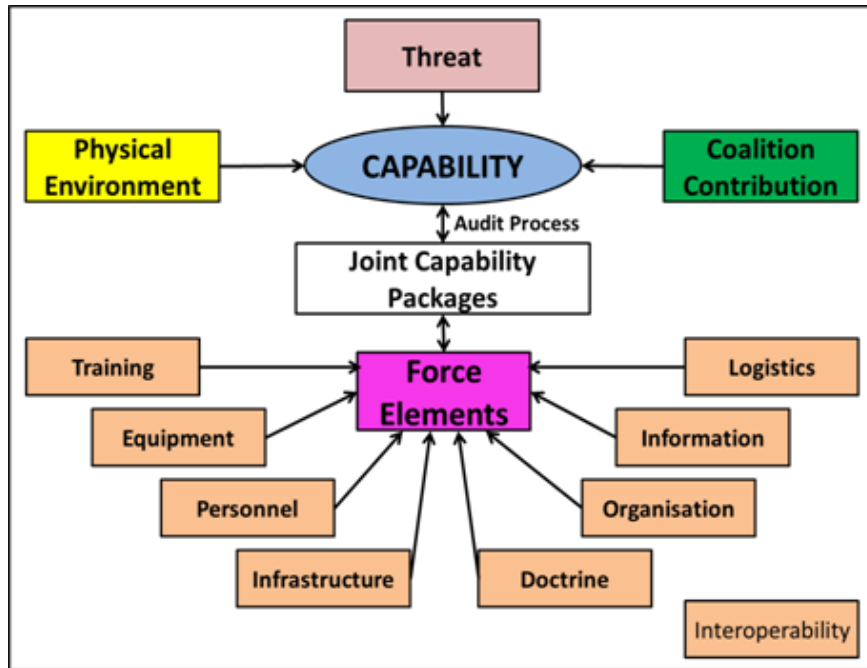 Threat
Physical
Environment
CAPABILITY
Coalition
Contribution
Audit Process
Joint Capability
Packages
Training
Force
Elements
Logistics
Equipment
Information
Personnel
Organisation
Infrastructure
Doctrine
Interoperability